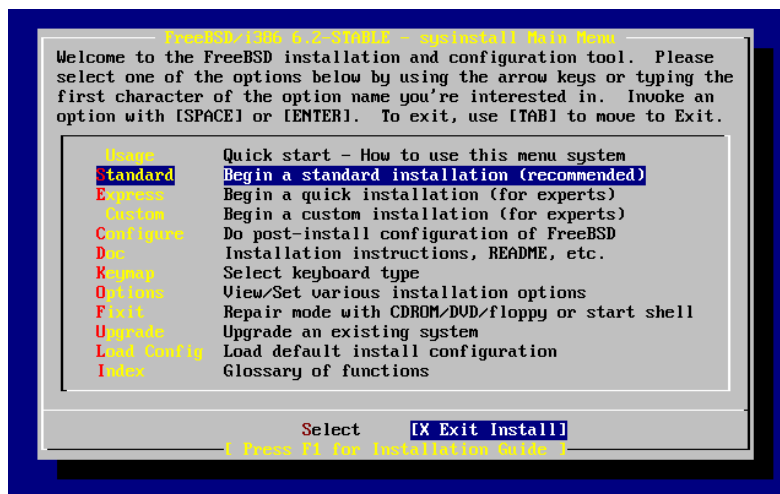 FreeBSD/i386 6.2-STABLE - sysinstall Main Menu
Welcome to the FreeBSD installation and configuration tool.  Please
select one of the options below by using the arrow keys or typing the
first character of the option name you're interested in.  Invoke an
option with [SPACE] or [ENTER].  To exit, use [TAB] to move to Exit.
Usage Quick start - How to use this menu system
Standard Begin a standard installation (recommended)
Express Begin a quick installation (for experts)
Custom Begin a custom installation (for experts)
Configure Do post-install configuration of FreeBSD
Doc Installation instructions, README, etc.
Keymap Select keyboard type
Options View/Set various installation options
Fixit Repair mode with CDROM/DVD/floppy or start shell
Upgrade Upgrade an existing system
Load Config Load default install configuration
Index Glossary of functions
Select [X Exit Install]
[ Press F1 for Installation Guide ]